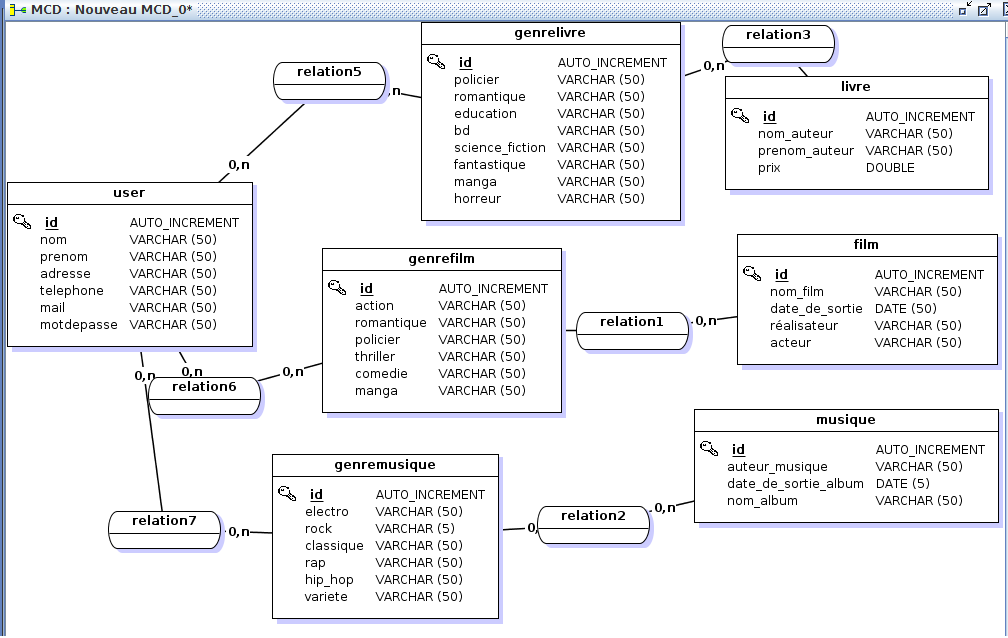 MCD : Nouveau MCD_0*
genrelivre
id AUTO_INCREMENT
policier VARCHAR (50)
romantique VARCHAR (50)
education VARCHAR (50)
bd VARCHAR (50)
science_fiction VARCHAR (50)
fantastique VARCHAR (50)
manga VARCHAR (50)
horreur VARCHAR (50)
relation3
0,n
livre
id AUTO_INCREMENT
nom_auteur VARCHAR (50)
prenom_auteur VARCHAR (50)
prix DOUBLE
relation5
,n
0,n
user
id AUTO_INCREMENT
nom VARCHAR (50)
prenom VARCHAR (50)
adresse VARCHAR (50)
telephone VARCHAR (50)
mail VARCHAR (50)
motdepasse VARCHAR (50)
genrefilm
id AUTO_INCREMENT
action VARCHAR (50)
romantique VARCHAR (50)
policier VARCHAR (50)
thriller VARCHAR (50)
comedie VARCHAR (50)
manga VARCHAR (50)
relation1
0,n
film
id AUTO_INCREMENT
nom_film VARCHAR (50)
date_de_sortie DATE (50)
réalisateur VARCHAR (50)
acteur VARCHAR (50)
0,n
0,n
relation6
0,n
genremusique
id AUTO_INCREMENT
electro VARCHAR (50)
rock VARCHAR (5)
classique VARCHAR (50)
rap VARCHAR (50)
hip_hop VARCHAR (50)
variete VARCHAR (50)
relation7
0,n
relation2
0,
0,n
musique
id AUTO_INCREMENT
auteur_musique VARCHAR (50)
date_de_sortie_album DATE (5)
nom_album VARCHAR (50)